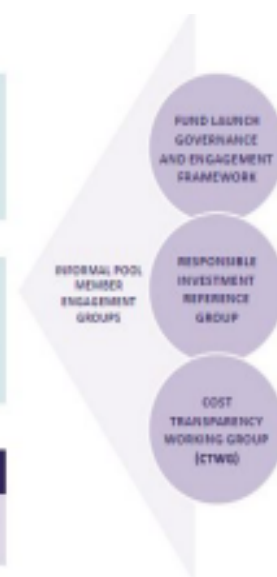 FUND LAUNCH
GOVERNANCE
AND ENGAGEMENT
FRAMEWORK
INFORMAL POOL
MEMBER
ENGAGEMENT
GROUPS
RESPONSIBLE
INVESTMENT
REFERENCE
GROUP
COST
TRANSPARENCY
WORKING GROUP
(CTWG)